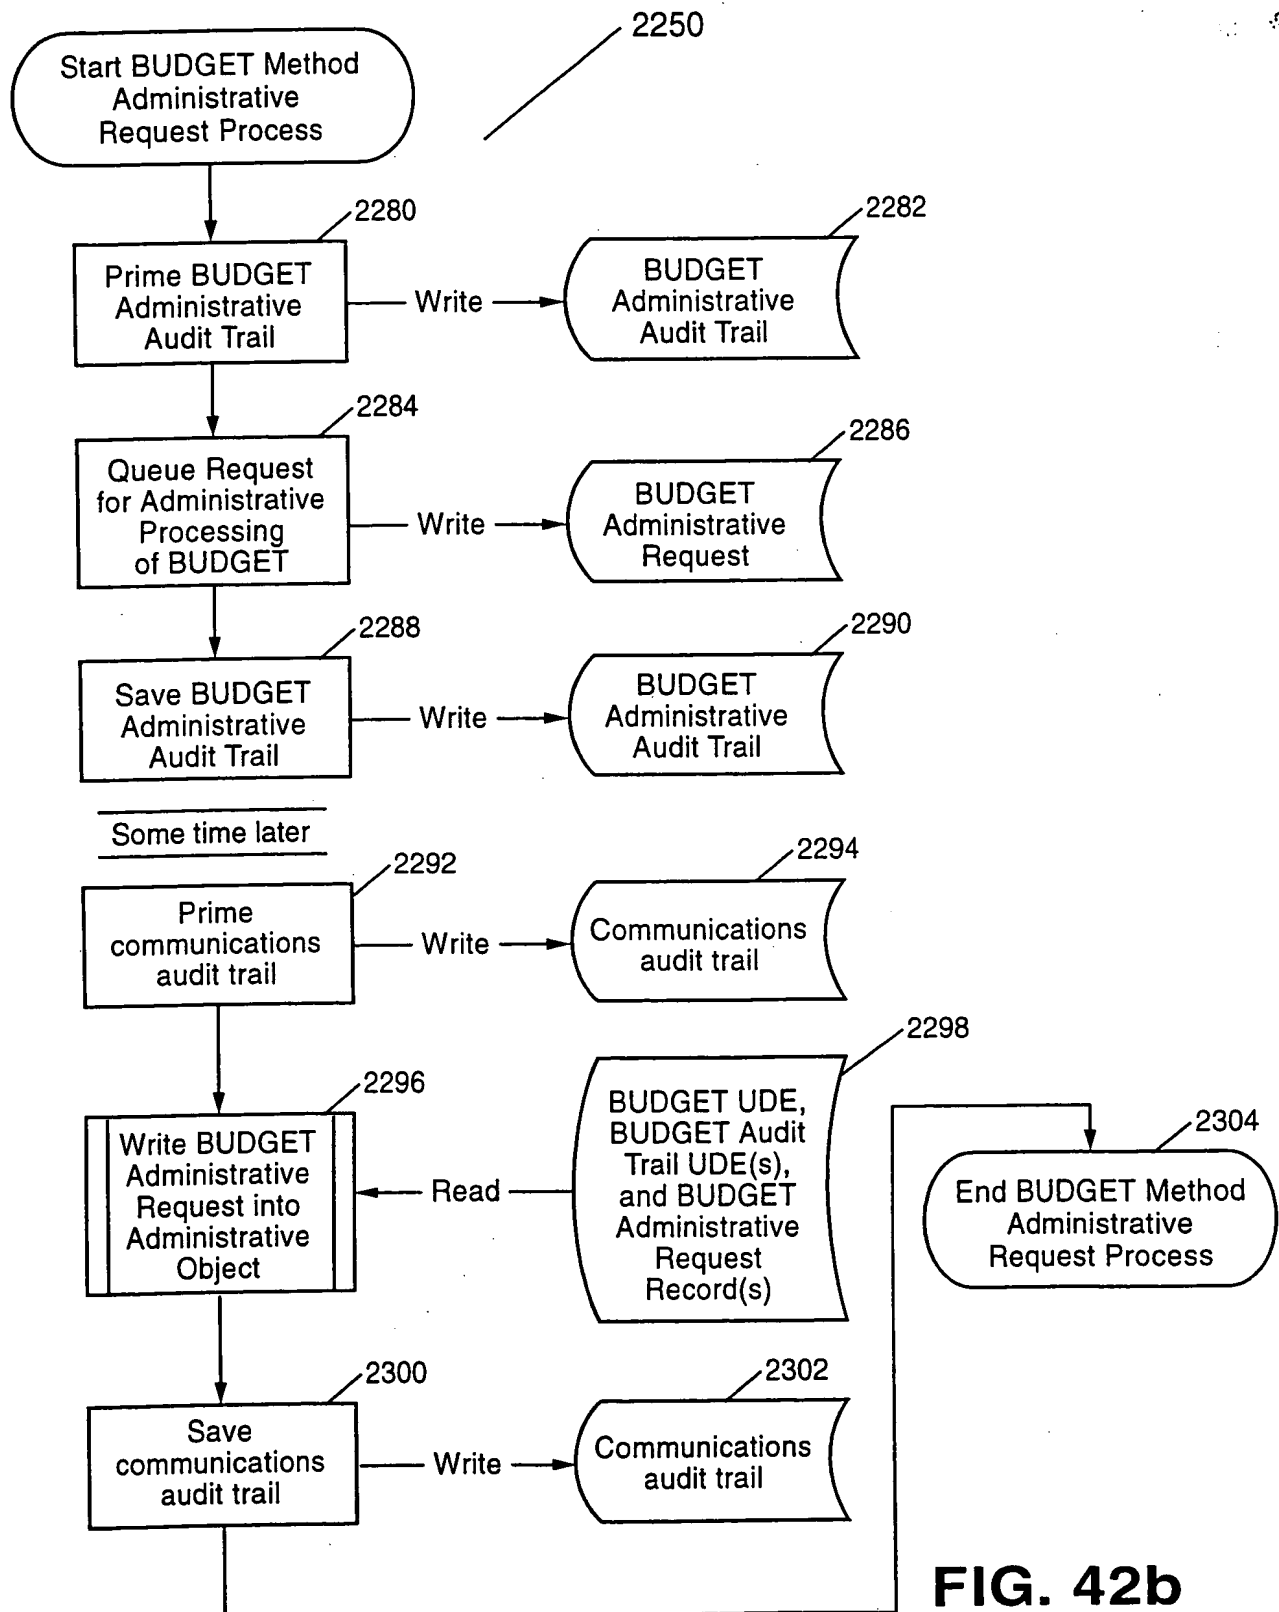 2250
Start BUDGET Method
Administrative
Request Process
2280
Prime BUDGET
Administrative
Audit Trail
Write
2282
BUDGET
Administrative
Audit Trail
2284
Queue Request
for Administrative
Processing
of BUDGET
Write
2286
BUDGET
Administrative
Request
2288
Save BUDGET
Administrative
Audit Trail
Write
2290
BUDGET
Administrative
Audit Trail
Some time later
2292
Prime
communications
audit trail
Write
2294
Communications
audit trail
2296
Write BUDGET
Administrative
Request into
Administrative
Object
Read
2298
BUDGET UDE,
BUDGET Audit
Trail UDE(s),
and BUDGET
Administrative
Request
Record(s)
2300
Save
communications
audit trail
Write
2302
Communications
audit trail
2304
End BUDGET Method
Administrative
Request Process
FIG. 42b